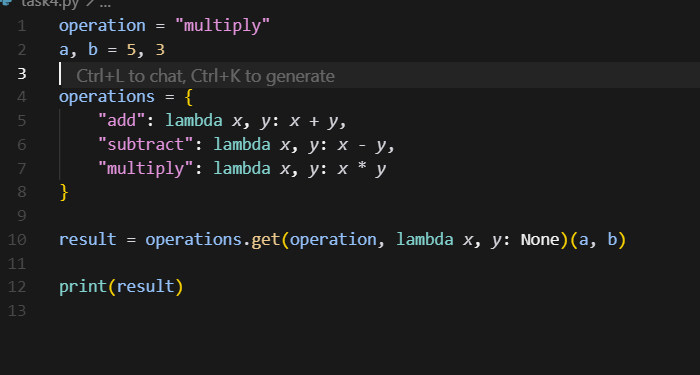 task4.py > ...
1 operation = "multiply"
2 a, b = 5, 3
3 Ctrl+L to chat, Ctrl+K to generate
4 operations = {
5     "add": lambda x, y: x + y,
6     "subtract": lambda x, y: x - y,
7     "multiply": lambda x, y: x * y
8 }
9
10 result = operations.get(operation, lambda x, y: None)(a, b)
11
12 print(result)
13